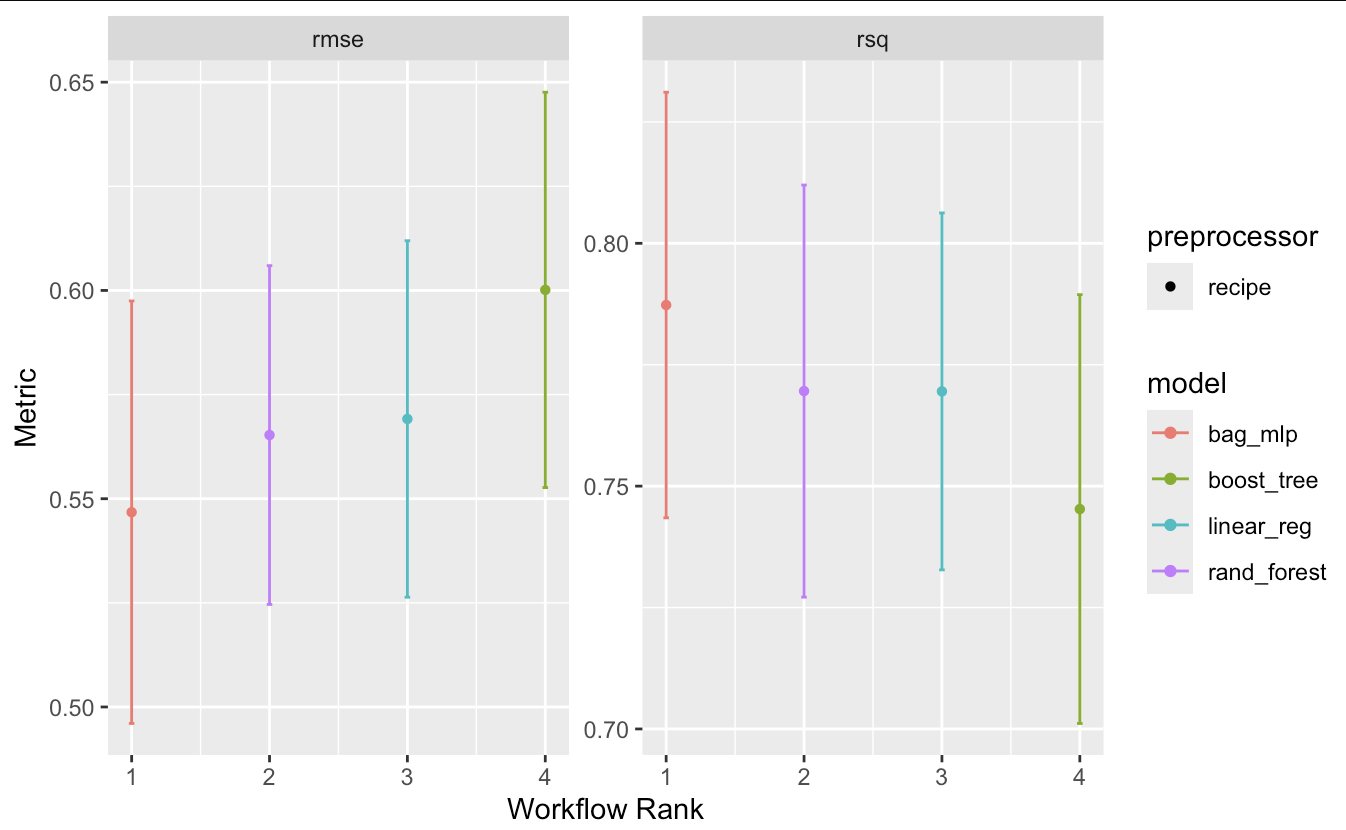 rmse
rsq
0.65
0.60
0.55
0.50
0.80
0.75
0.70
Metric
1 2 3 4
1 2 3 4
Workflow Rank
preprocessor
recipe
model
bag_mlp
boost_tree
linear_reg
rand_forest